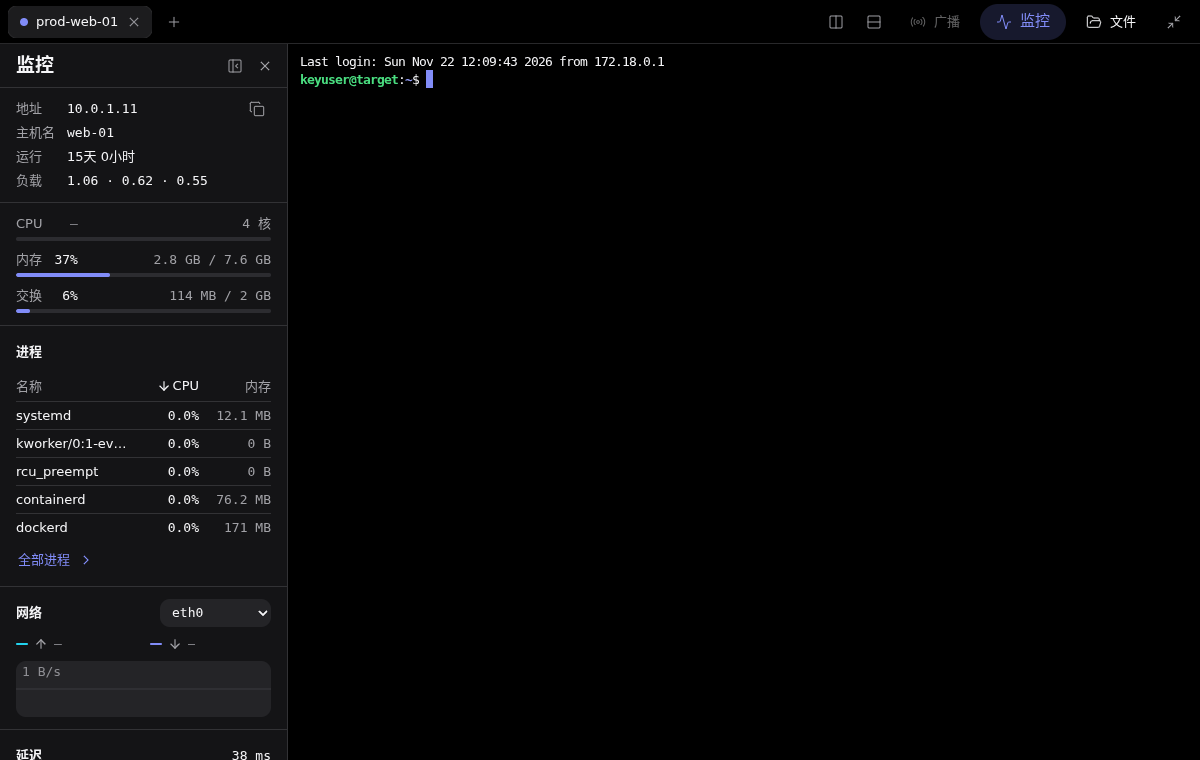 prod-web-01
广播
监控
文件
监控
地址 10.0.1.11
主机名 web-01
运行 15天 0小时
负载 1.06 · 0.62 · 0.55
CPU — 4 核
内存 37% 2.8 GB / 7.6 GB
交换 6% 114 MB / 2 GB
进程
名称 CPU 内存
systemd 0.0% 12.1 MB
kworker/0:1-ev… 0.0% 0 B
rcu_preempt 0.0% 0 B
containerd 0.0% 76.2 MB
dockerd 0.0% 171 MB
全部进程
网络 eth0
— —
1 B/s
延迟 38 ms
Last login: Sun Nov 22 12:09:43 2026 from 172.18.0.1
keyuser@target:~$